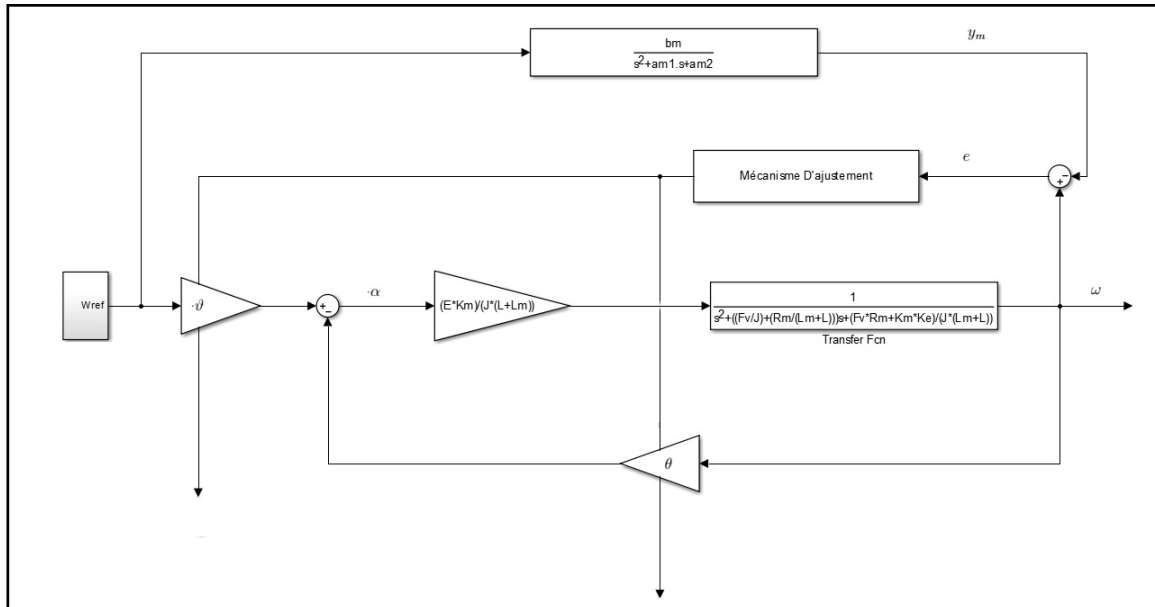 bm
s²+am1.s+am2
y_m
Mécanisme D'ajustement
e
Wref
·ϑ
·α
(E*Km)/(J*(L+Lm))
1
s²+((Fv/J)+(Rm/(Lm+L)))s+(Fv*Rm+Km*Ke)/(J*(Lm+L))
Transfer Fcn
ω
θ